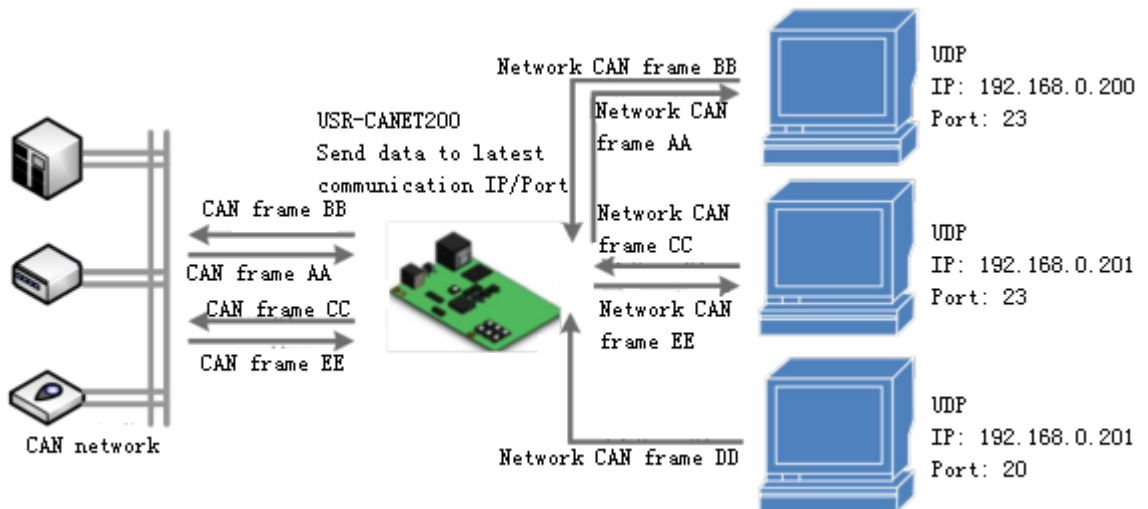 Network CAN frame BB
Network CAN
frame AA
USR-CANET200
Send data to latest
communication IP/Port
CAN frame BB
CAN frame AA
CAN frame CC
CAN frame EE
CAN network
Network CAN
frame CC
Network CAN
frame EE
Network CAN frame DD
UDP
IP: 192.168.0.200
Port: 23
UDP
IP: 192.168.0.201
Port: 23
UDP
IP: 192.168.0.201
Port: 20